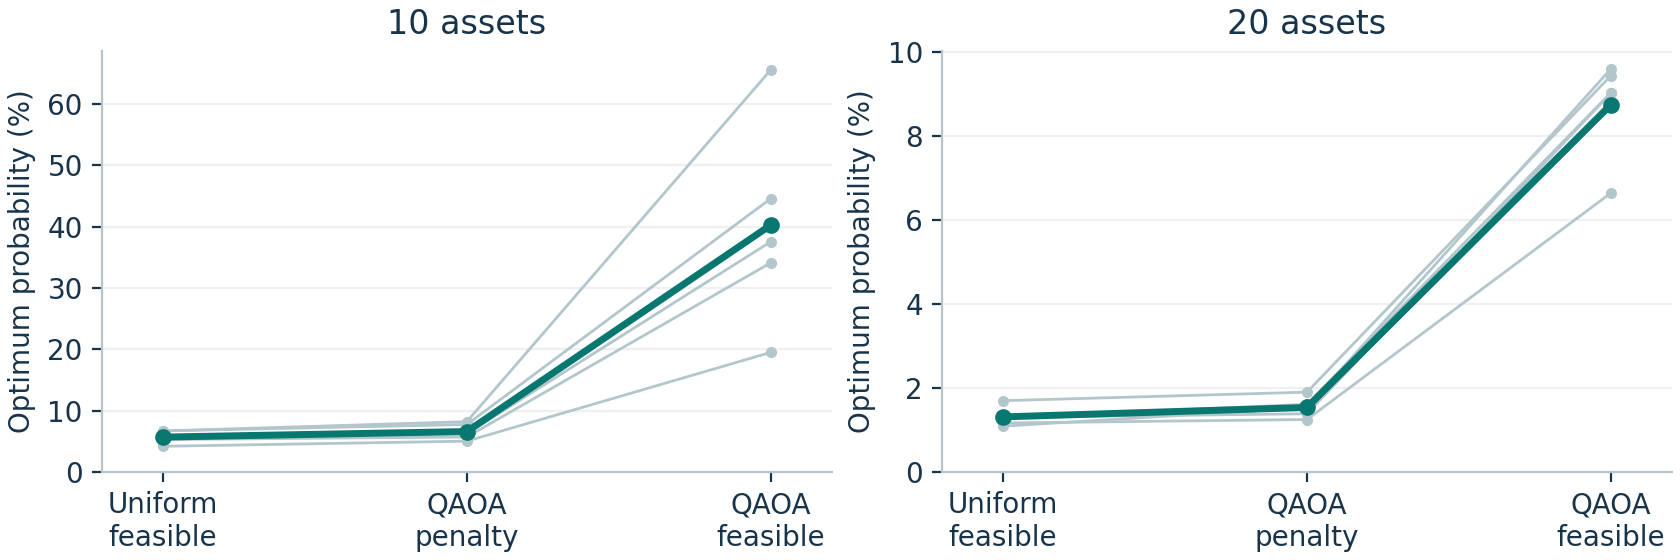 10 assets
Optimum probability (%)
60
50
40
30
20
10
0
Uniform
feasible
QAOA
penalty
QAOA
feasible
20 assets
Optimum probability (%)
10
8
6
4
2
0
Uniform
feasible
QAOA
penalty
QAOA
feasible